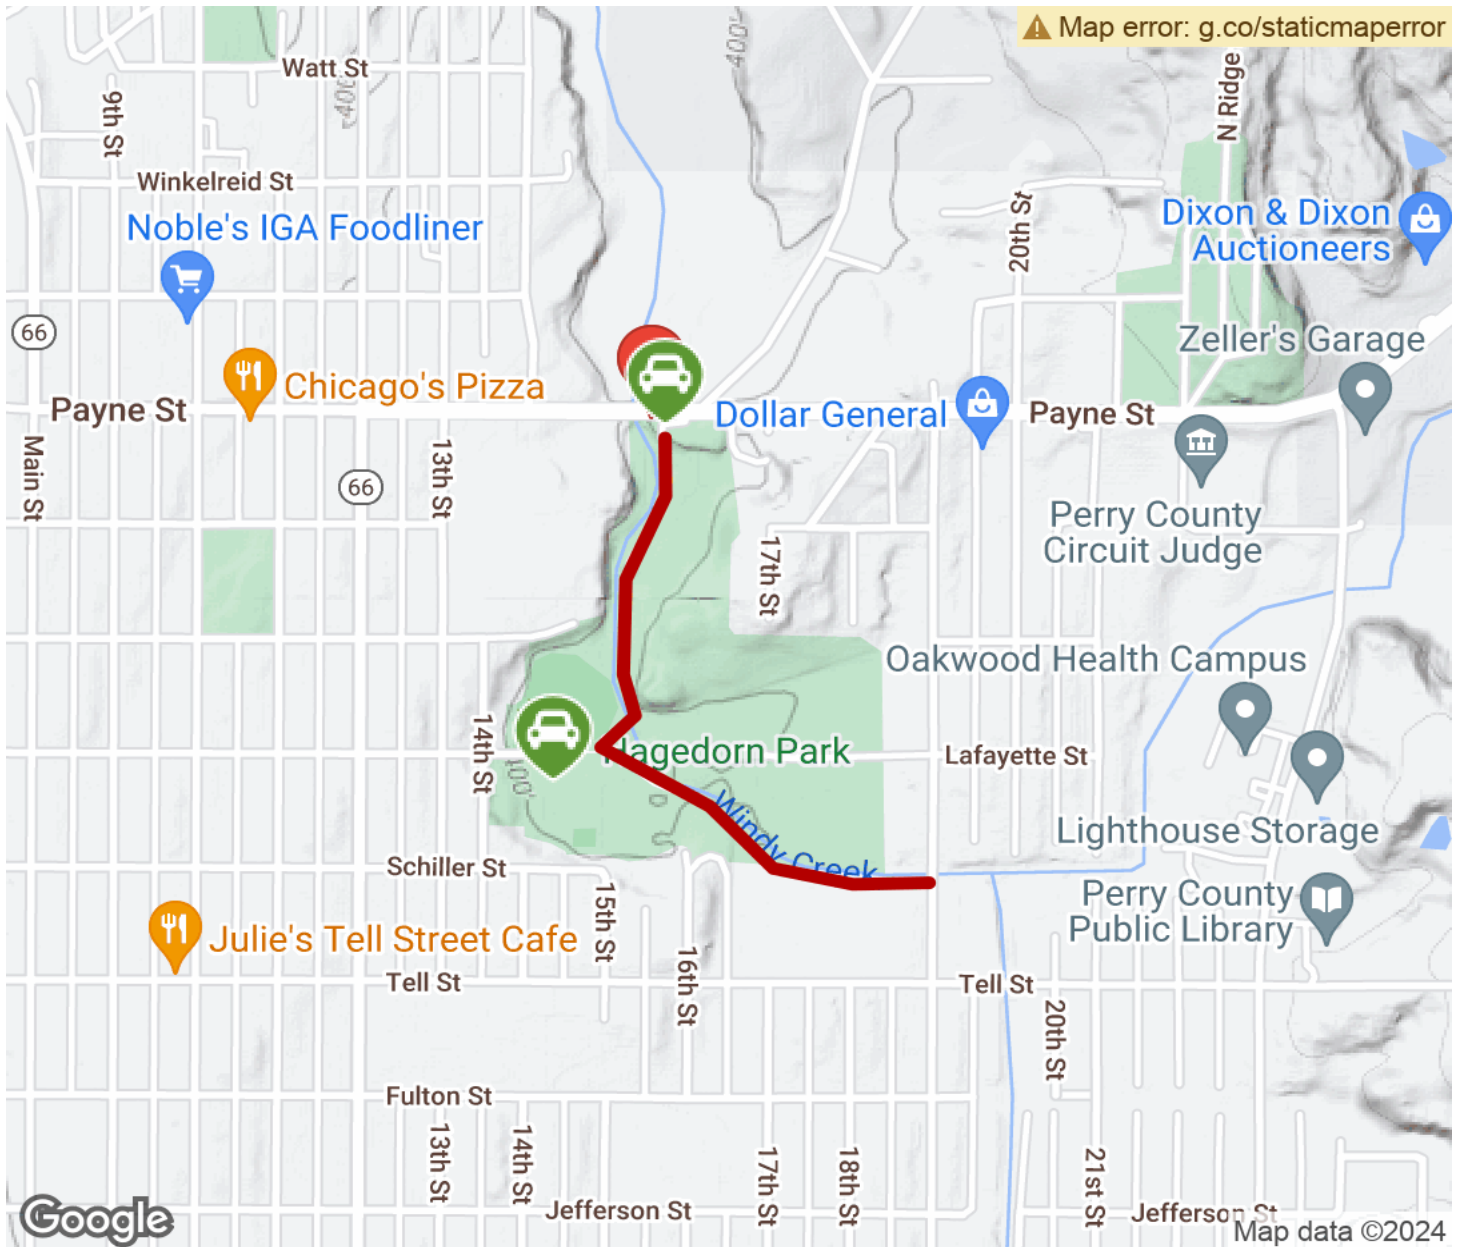 Map error: g.co/staticmaperror
Watt St
400'
400'
N Ridge
9th St
Winkelreid St
20th St
Noble's IGA Foodliner
Dixon & Dixon
Auctioneers
66
Zeller's Garage
Chicago's Pizza
Payne St
Dollar General
Payne St
Main St
13th St
66
Perry County
Circuit Judge
17th St
Oakwood Health Campus
14th St
Hagedorn Park
Lafayette St
Windy Creek
Lighthouse Storage
Schiller St
15th St
Perry County
Public Library
Julie's Tell Street Cafe
16th St
Tell St
Tell St
20th St
Fulton St
13th St
14th St
17th St
18th St
21st St
Jefferson St
Jefferson St
Google
Map data ©2024